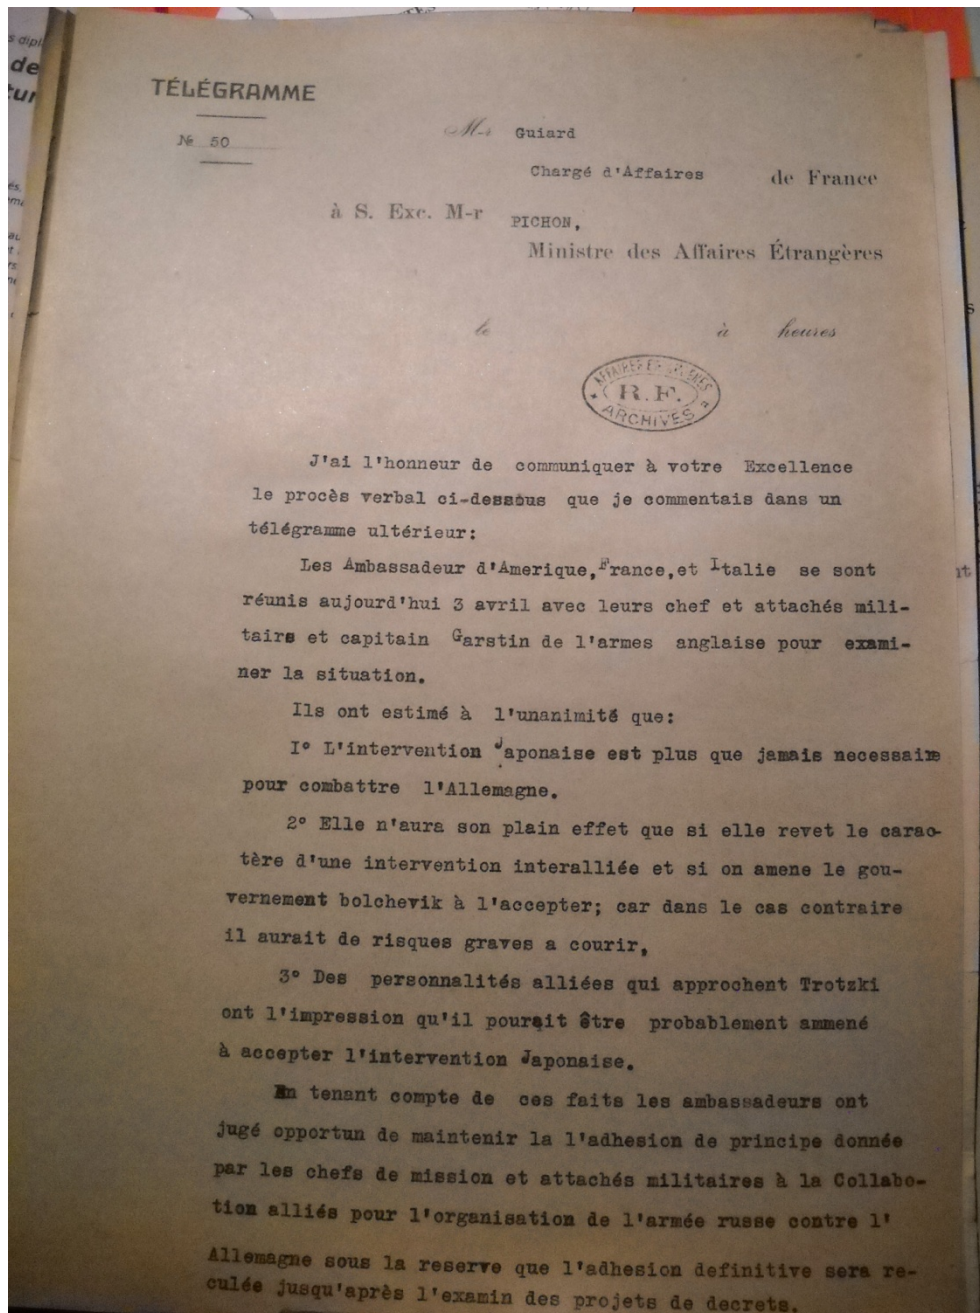 TÉLÉGRAMME
№ 50
M-r Guiard
Chargé d'Affaires de France
à S. Exc. M-r PICHON,
Ministre des Affaires Étrangères
le à heures
R.F.
ARCHIVES
J'ai l'honneur de communiquer à votre Excellence
le procès verbal ci-dessous que je commentais dans un
télégramme ultérieur:
Les Ambassadeur d'Amerique,France,et Italie se sont
réunis aujourd'hui 3 avril avec leurs chef et attachés mili-
taire et capitain Garstin de l'armes anglaise pour exami-
ner la situation.
Ils ont estimé à l'unanimité que:
I° L'intervention Japonaise est plus que jamais necessaire
pour combattre l'Allemagne.
2° Elle n'aura son plain effet que si elle revet le carac-
tère d'une intervention interalliée et si on amene le gou-
vernement bolchevik à l'accepter; car dans le cas contraire
il aurait de risques graves a courir,
3° Des personnalités alliées qui approchent Trotzki
ont l'impression qu'il pourait être probablement ammené
à accepter l'intervention Japonaise.
En tenant compte de ces faits les ambassadeurs ont
jugé opportun de maintenir la l'adhesion de principe donnée
par les chefs de mission et attachés militaires à la Collabo-
tion alliés pour l'organisation de l'armée russe contre l'
Allemagne sous la reserve que l'adhesion definitive sera re-
culée jusqu'après l'examin des projets de decrets.